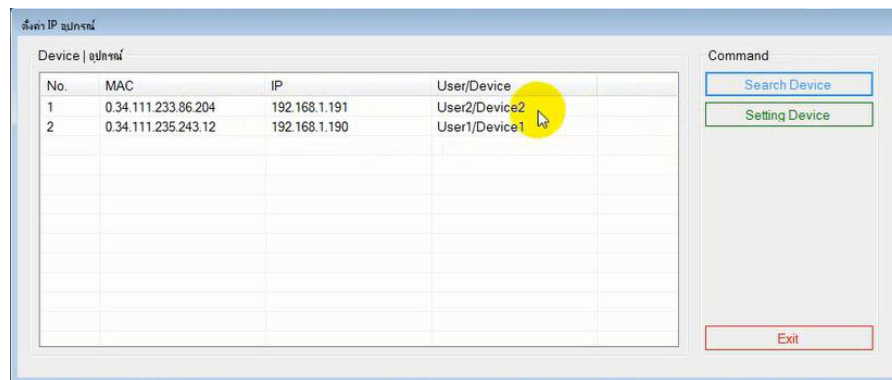 ตั้งค่า IP อุปกรณ์
Device | อุปกรณ์
Command
No. MAC IP User/Device
1 0.34.111.233.86.204 192.168.1.191 User2/Device2
2 0.34.111.235.243.12 192.168.1.190 User1/Device1
Search Device
Setting Device
Exit